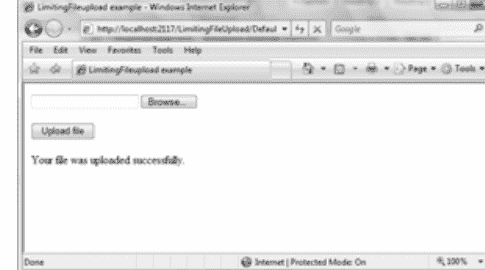 LimitingFileupload example - Windows Internet Explorer
http://localhost:2117/LimitingFileUpload/Defaul
Google
File Edit View Favorites Tools Help
LimitingFileupload example
Page Tools
Browse...
Upload file
Your file was uploaded successfully.
Done
Internet | Protected Mode: On
100%